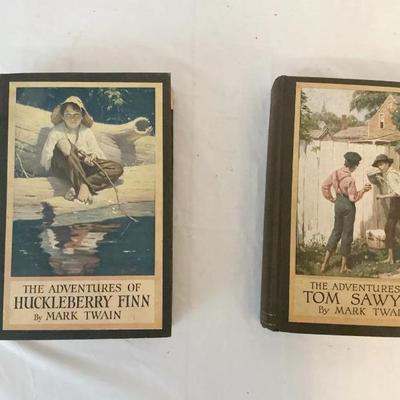 THE ADVENTURES OF
HUCKLEBERRY FINN
By MARK TWAIN
THE ADVENTURES
TOM SAWY
By MARK TWAI